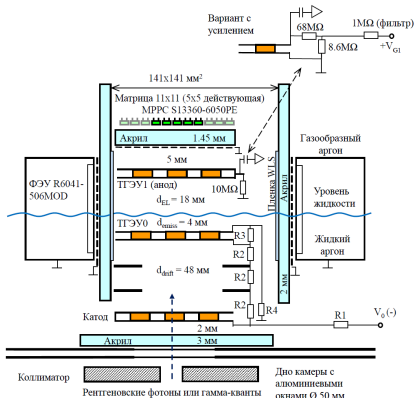 Вариант с
усилением
68MΩ
1MΩ (фильтр)
+V_G1
8.6MΩ
141x141 мм²
Матрица 11x11 (5x5 действующая)
MPPC S13360-6050PE
Акрил 1.45 мм
5 мм
ТГЭУ1 (анод)
10MΩ
d_EL = 18 мм
ФЭУ R6041-
506MOD
Пленка WLS
Акрил
2 мм
Газообразный
аргон
Уровень
жидкости
Жидкий
аргон
ТГЭУ0 d_emiss = 4 мм
R3
R2
d_drift = 48 мм
R2
R2
R4
Катод
2 мм
R1
V_0 (-)
Акрил 3 мм
Коллиматор
Рентгеновские фотоны или гамма-кванты
Дно камеры с
алюминиевыми
окнами Ø 50 мм